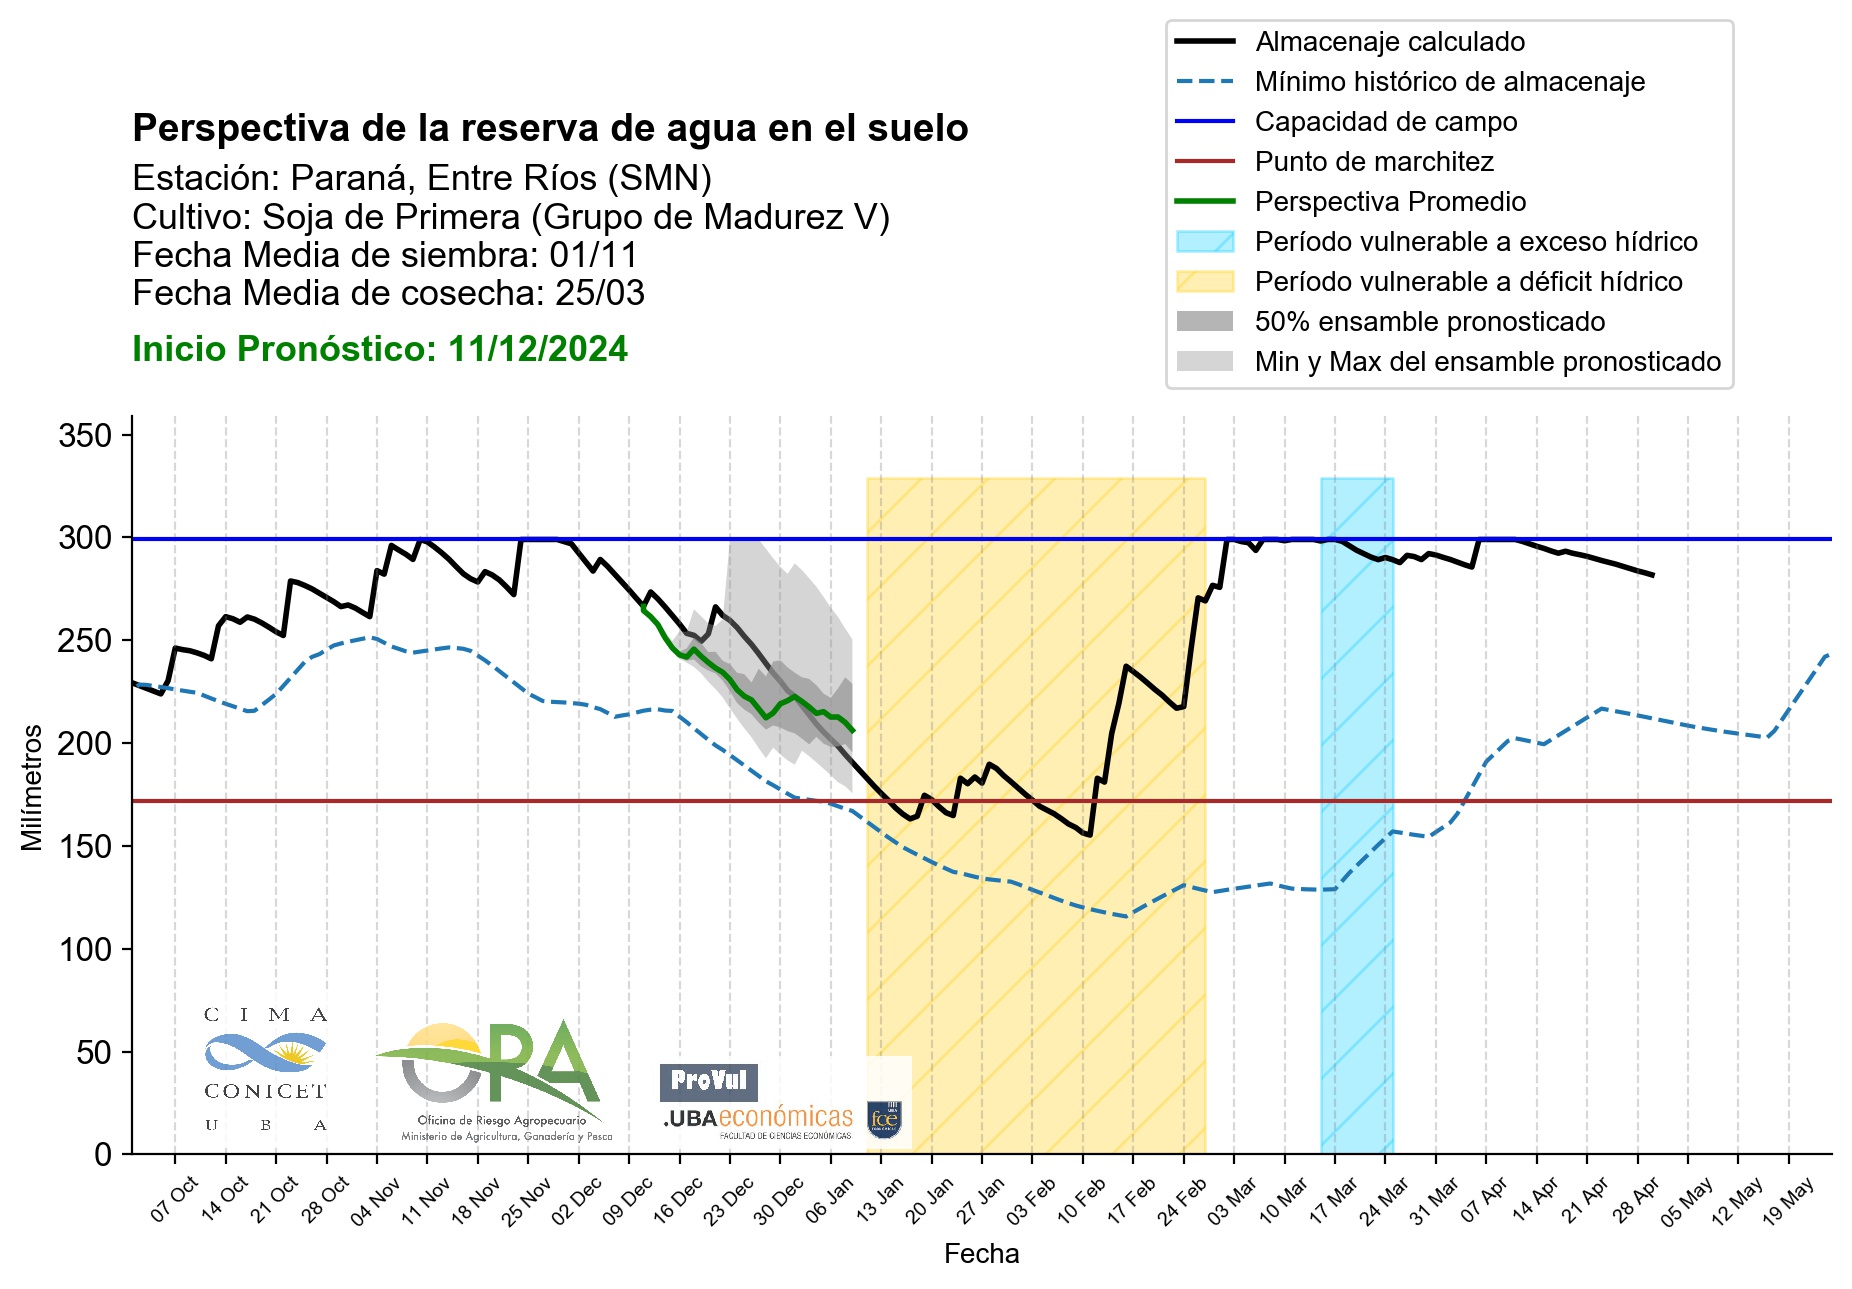 Almacenaje calculado
Mínimo histórico de almacenaje
Capacidad de campo
Punto de marchitez
Perspectiva Promedio
Período vulnerable a exceso hídrico
Período vulnerable a déficit hídrico
50% ensamble pronosticado
Min y Max del ensamble pronosticado
Perspectiva de la reserva de agua en el suelo
Estación: Paraná, Entre Ríos (SMN)
Cultivo: Soja de Primera (Grupo de Madurez V)
Fecha Media de siembra: 01/11
Fecha Media de cosecha: 25/03
Inicio Pronóstico: 11/12/2024
350
300
250
200
150
100
50
0
Milímetros
C I M A
CONICET
U B A
ORA
Oficina de Riesgo Agropecuario
Ministerio de Agricultura, Ganadería y Pesca
ProVul
.UBAeconómicas
FACULTAD DE CIENCIAS ECONÓMICAS
UBA
fce
07 Oct
14 Oct
21 Oct
28 Oct
04 Nov
11 Nov
18 Nov
25 Nov
02 Dec
09 Dec
16 Dec
23 Dec
30 Dec
06 Jan
13 Jan
20 Jan
27 Jan
03 Feb
10 Feb
17 Feb
24 Feb
03 Mar
10 Mar
17 Mar
24 Mar
31 Mar
07 Apr
14 Apr
21 Apr
28 Apr
05 May
12 May
19 May
Fecha